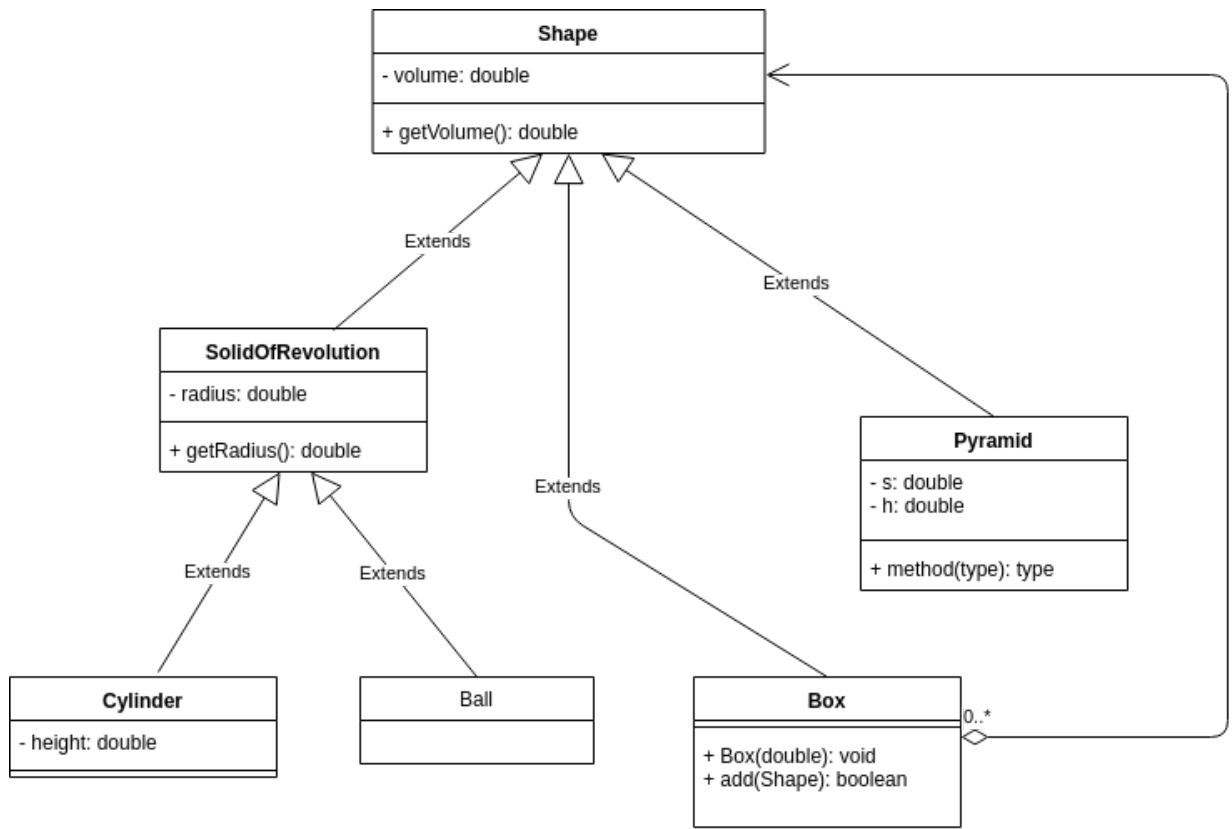 Shape
- volume: double
+ getVolume(): double
Extends
Extends
SolidOfRevolution
- radius: double
+ getRadius(): double
Pyramid
- s: double
- h: double
+ method(type): type
Extends
Extends
Extends
Cylinder
- height: double
Ball
Box
0..*
+ Box(double): void
+ add(Shape): boolean